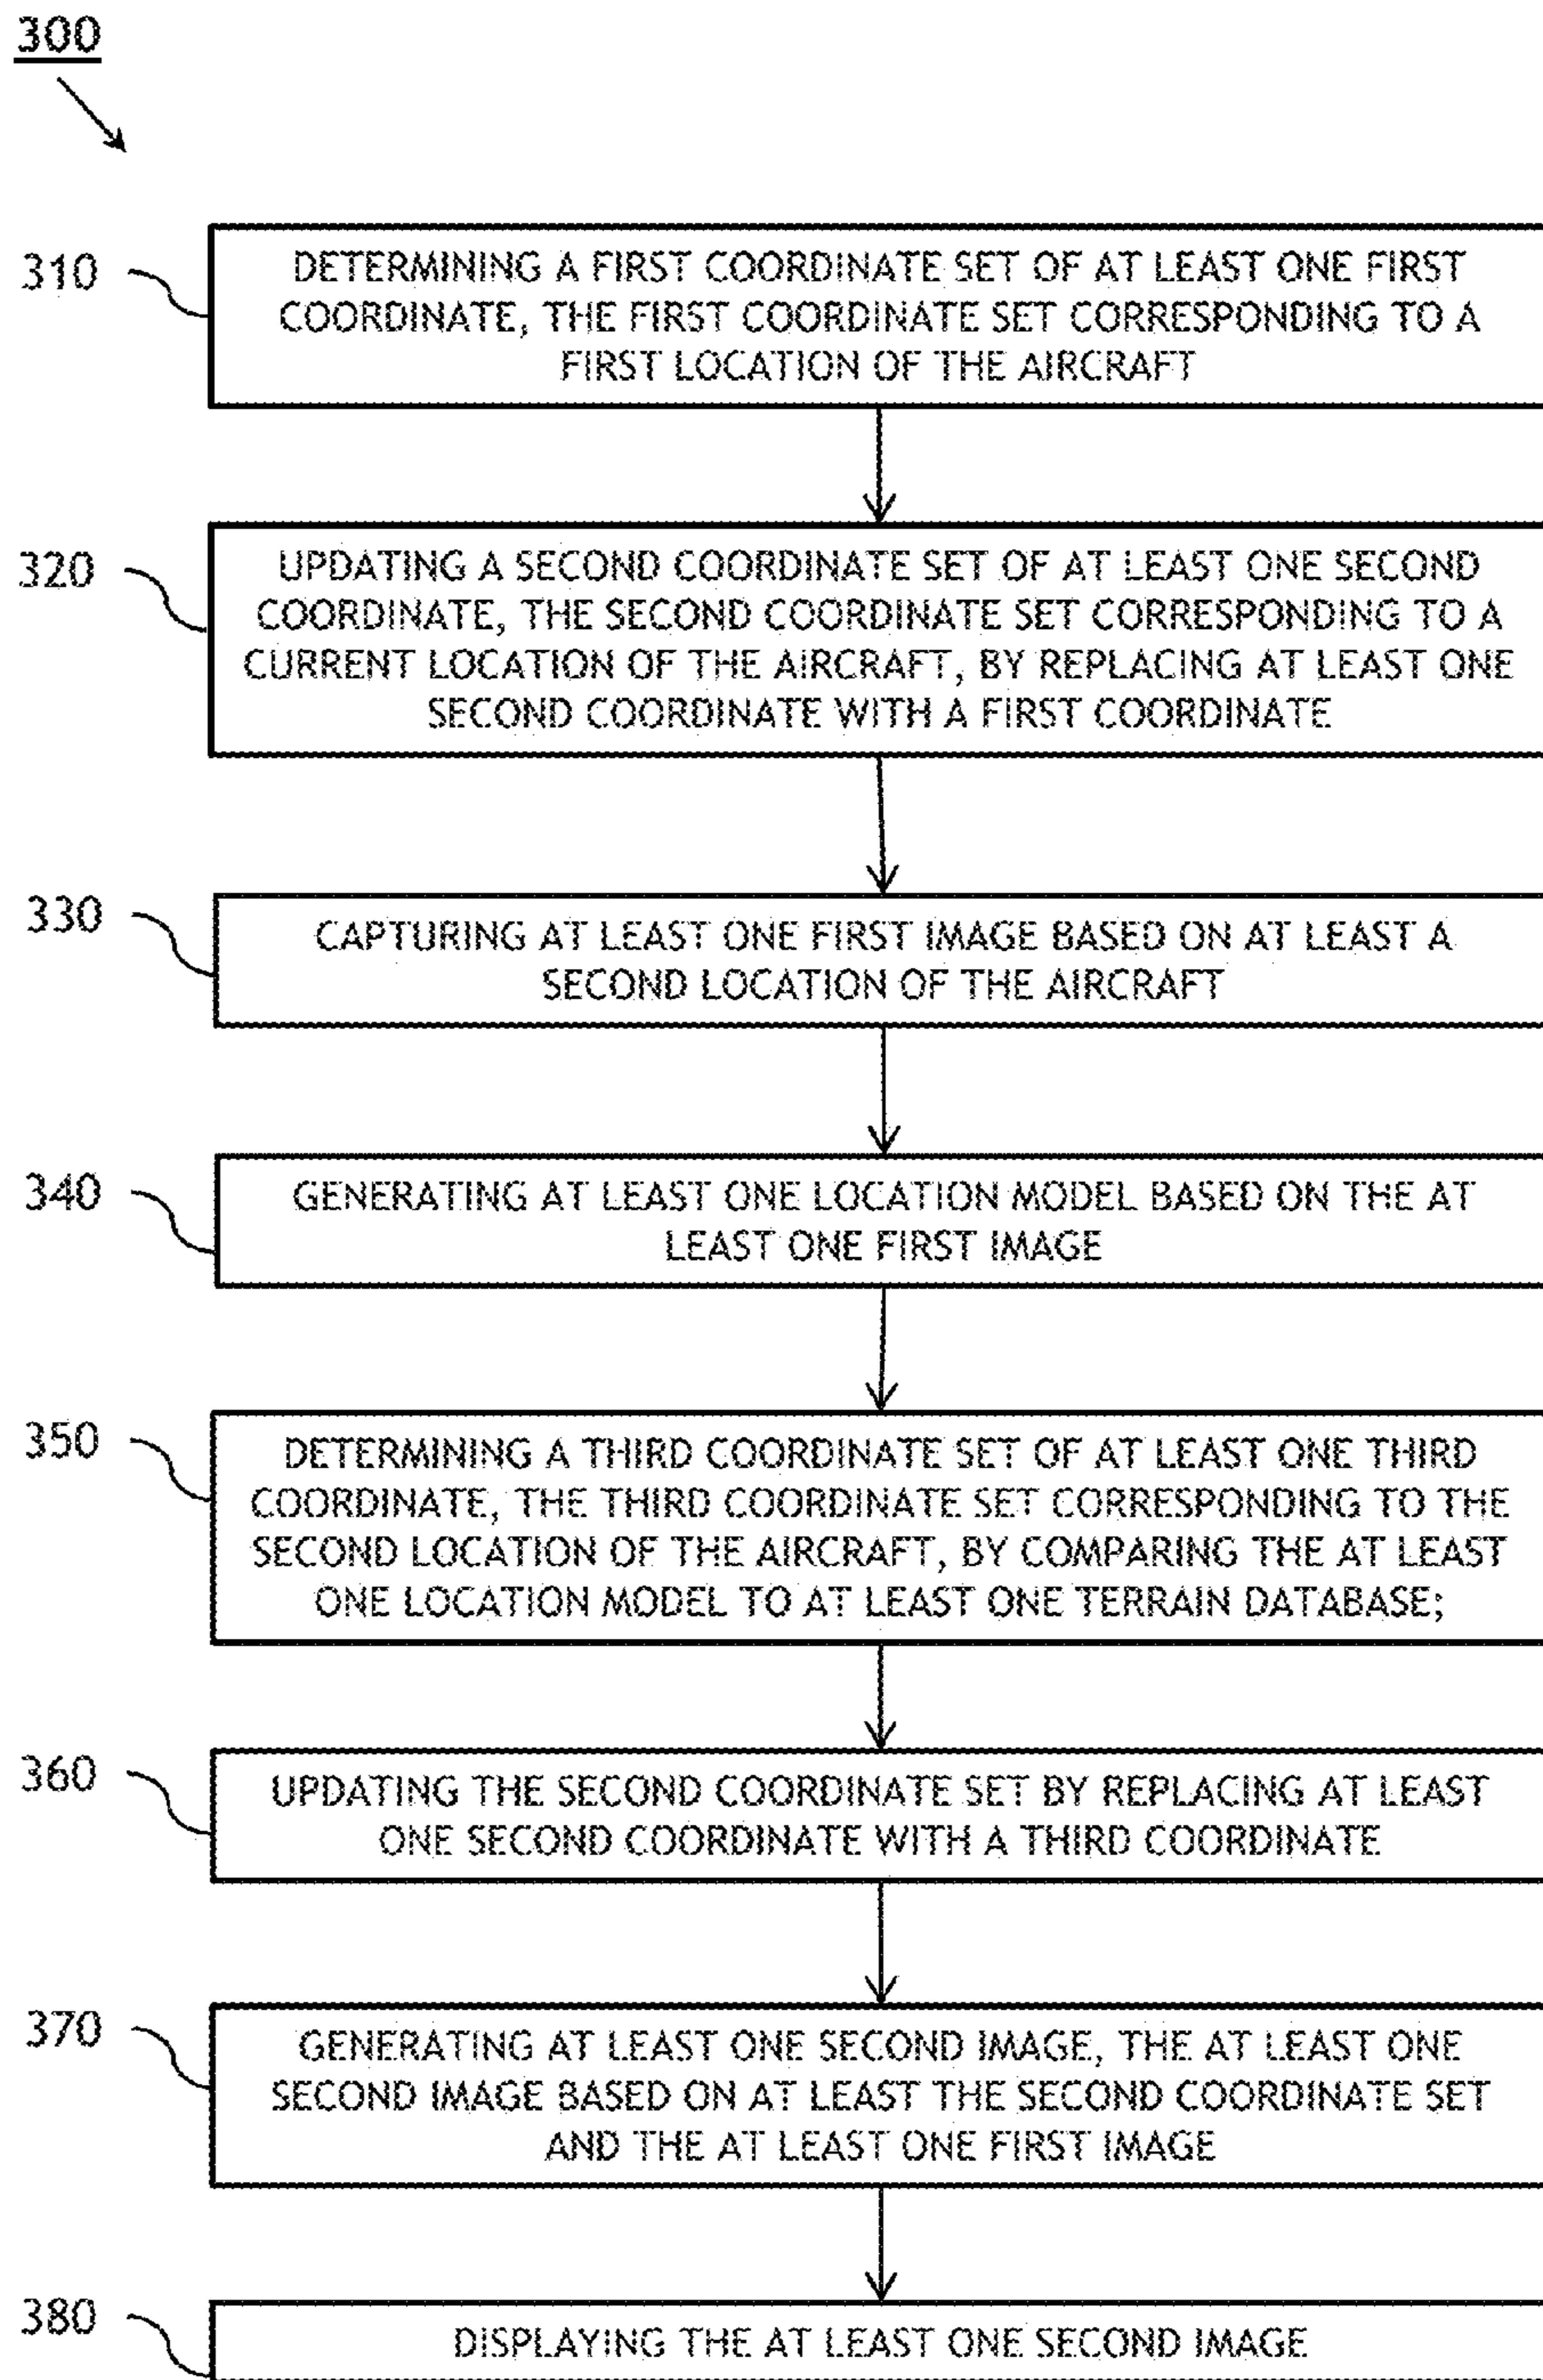 300
310
DETERMINING A FIRST COORDINATE SET OF AT LEAST ONE FIRST
COORDINATE, THE FIRST COORDINATE SET CORRESPONDING TO A
FIRST LOCATION OF THE AIRCRAFT
320
UPDATING A SECOND COORDINATE SET OF AT LEAST ONE SECOND
COORDINATE, THE SECOND COORDINATE SET CORRESPONDING TO A
CURRENT LOCATION OF THE AIRCRAFT, BY REPLACING AT LEAST ONE
SECOND COORDINATE WITH A FIRST COORDINATE
330
CAPTURING AT LEAST ONE FIRST IMAGE BASED ON AT LEAST A
SECOND LOCATION OF THE AIRCRAFT
340
GENERATING AT LEAST ONE LOCATION MODEL BASED ON THE AT
LEAST ONE FIRST IMAGE
350
DETERMINING A THIRD COORDINATE SET OF AT LEAST ONE THIRD
COORDINATE, THE THIRD COORDINATE SET CORRESPONDING TO THE
SECOND LOCATION OF THE AIRCRAFT, BY COMPARING THE AT LEAST
ONE LOCATION MODEL TO AT LEAST ONE TERRAIN DATABASE;
360
UPDATING THE SECOND COORDINATE SET BY REPLACING AT LEAST
ONE SECOND COORDINATE WITH A THIRD COORDINATE
370
GENERATING AT LEAST ONE SECOND IMAGE, THE AT LEAST ONE
SECOND IMAGE BASED ON AT LEAST THE SECOND COORDINATE SET
AND THE AT LEAST ONE FIRST IMAGE
380
DISPLAYING THE AT LEAST ONE SECOND IMAGE